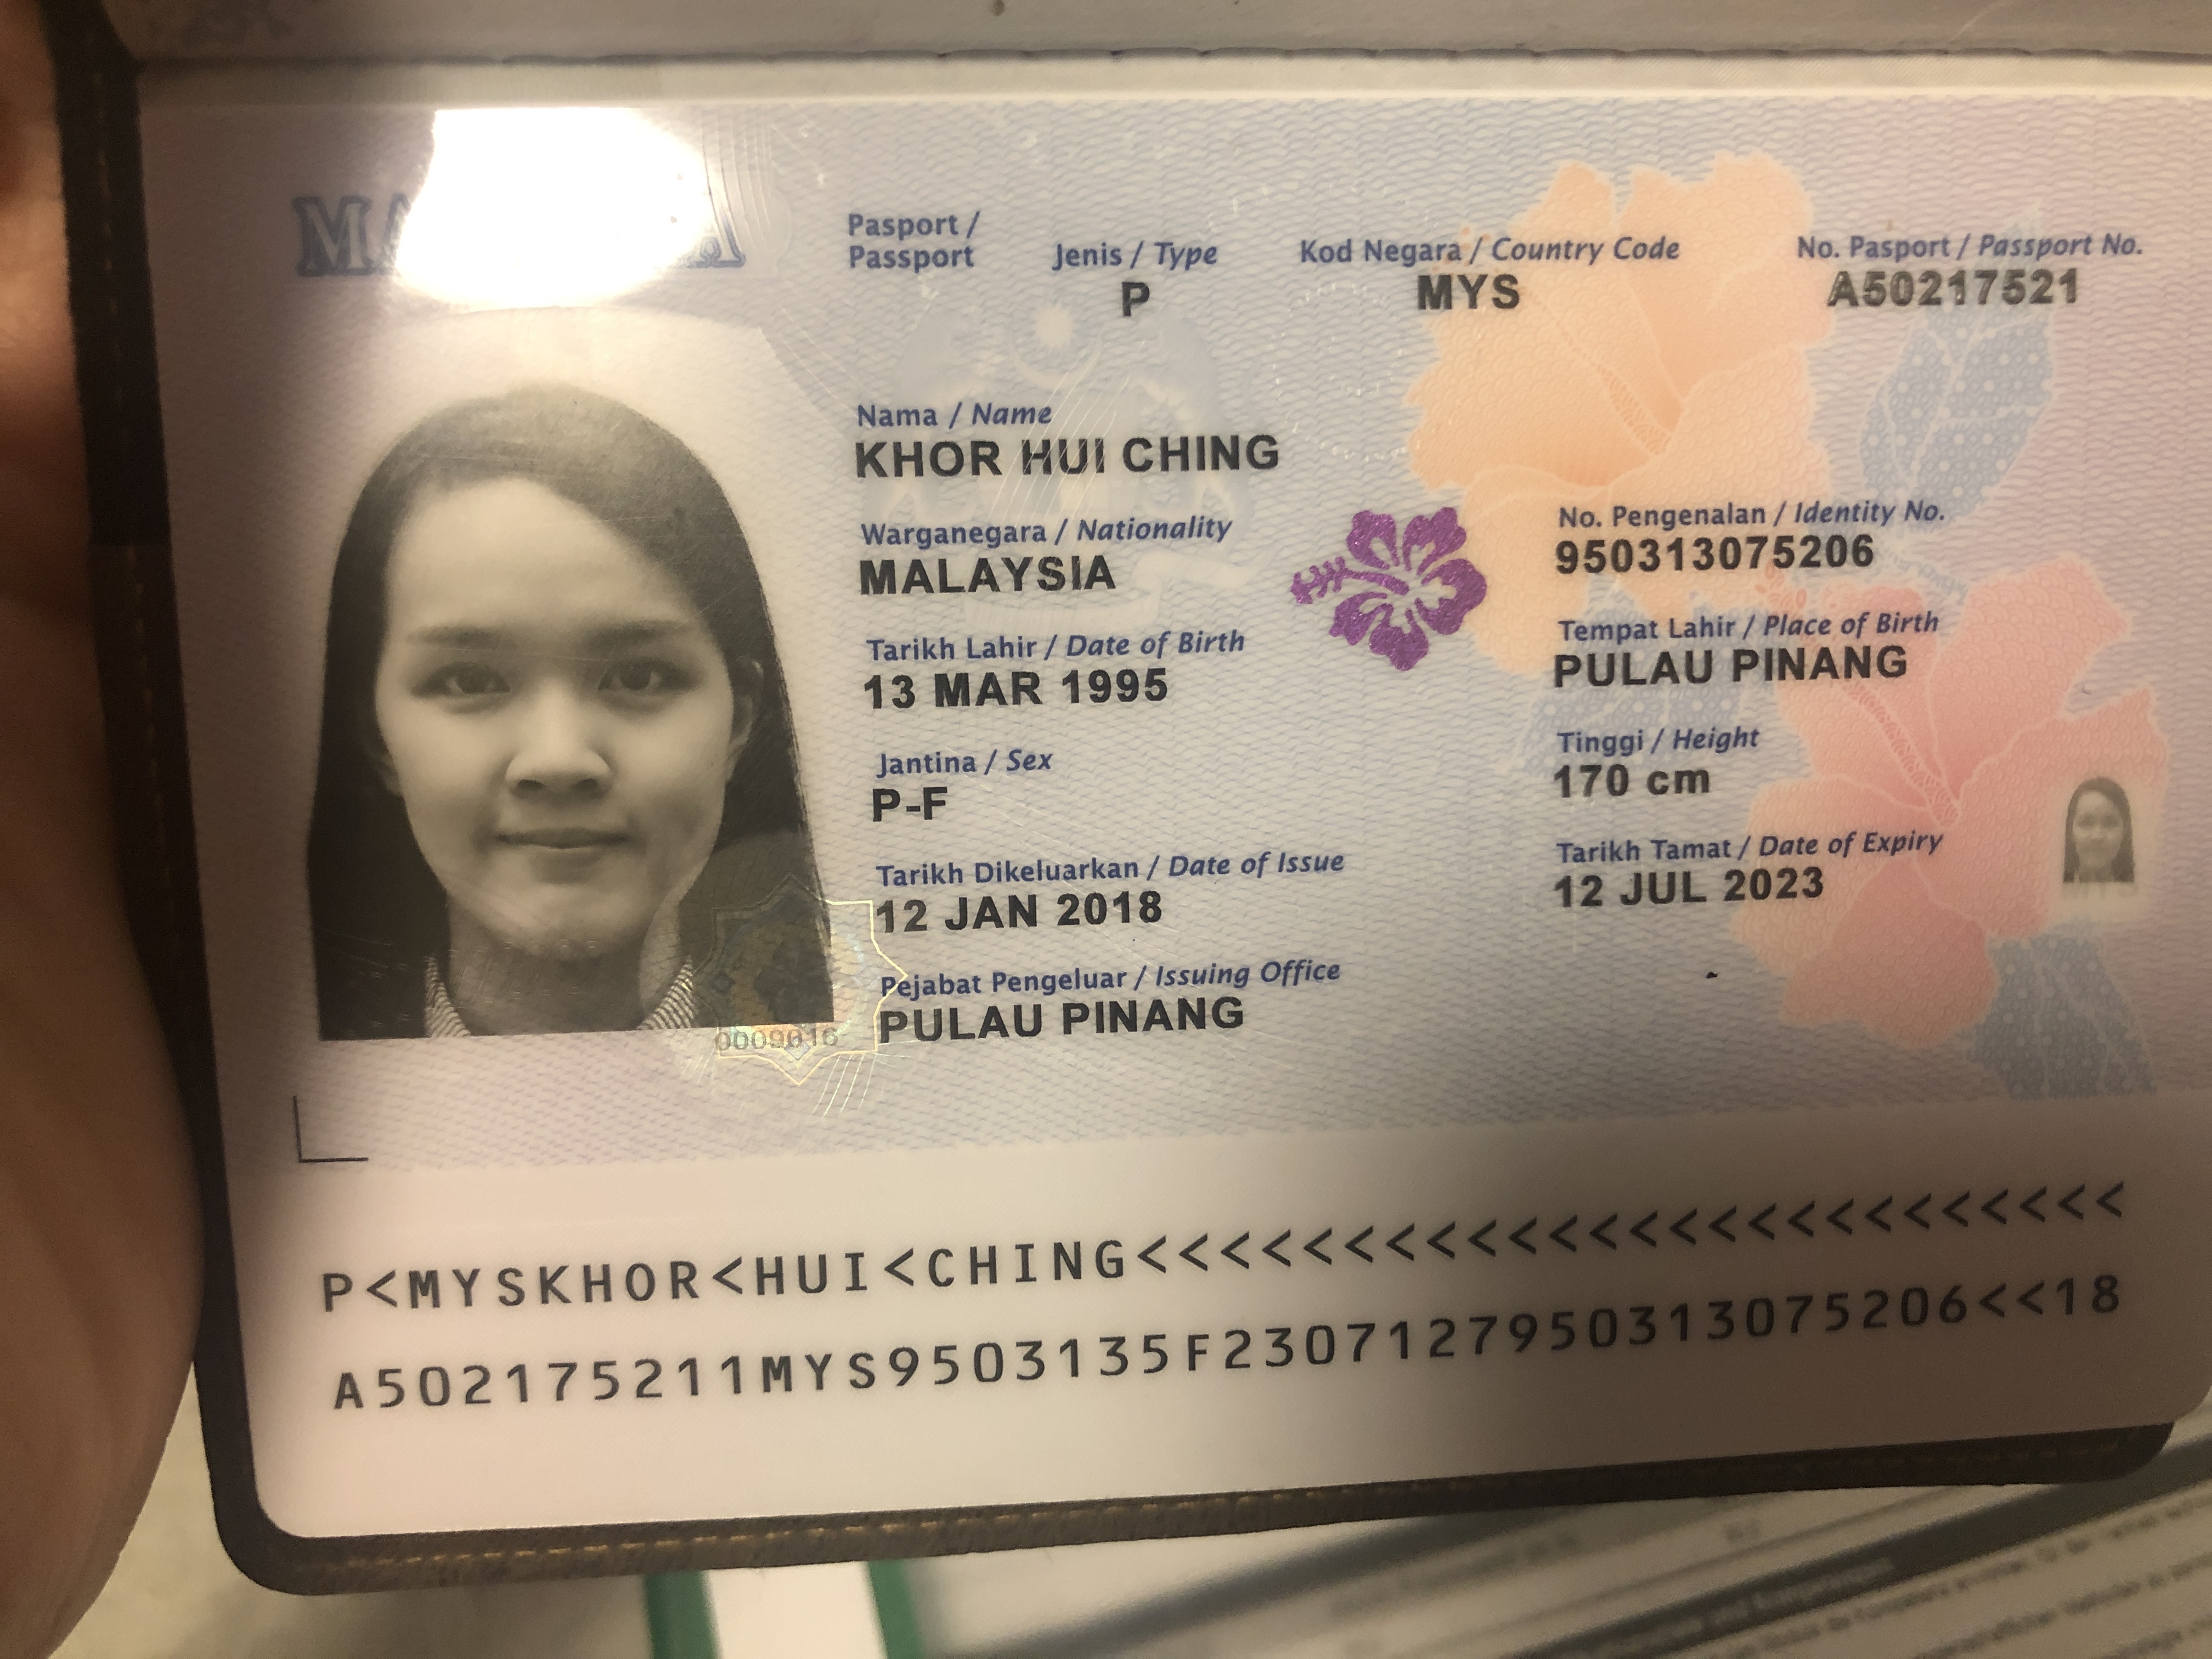 Pasport /
Passport
Jenis / Type
P
Kod Negara / Country Code
MYS
No. Pasport / Passport No.
A50217521
Nama / Name
KHOR HUI CHING
Warganegara / Nationality
MALAYSIA
No. Pengenalan / Identity No.
950313075206
Tarikh Lahir / Date of Birth
13 MAR 1995
Tempat Lahir / Place of Birth
PULAU PINANG
Jantina / Sex
P-F
Tinggi / Height
170 cm
Tarikh Dikeluarkan / Date of Issue
12 JAN 2018
Tarikh Tamat / Date of Expiry
12 JUL 2023
Pejabat Pengeluar / Issuing Office
PULAU PINANG
P<MYSKHOR<HUI<CHING<<<<<<<<<<<<<<<<<<<<<<<<<
A502175211MYS9503135F2307127950313075206<<18